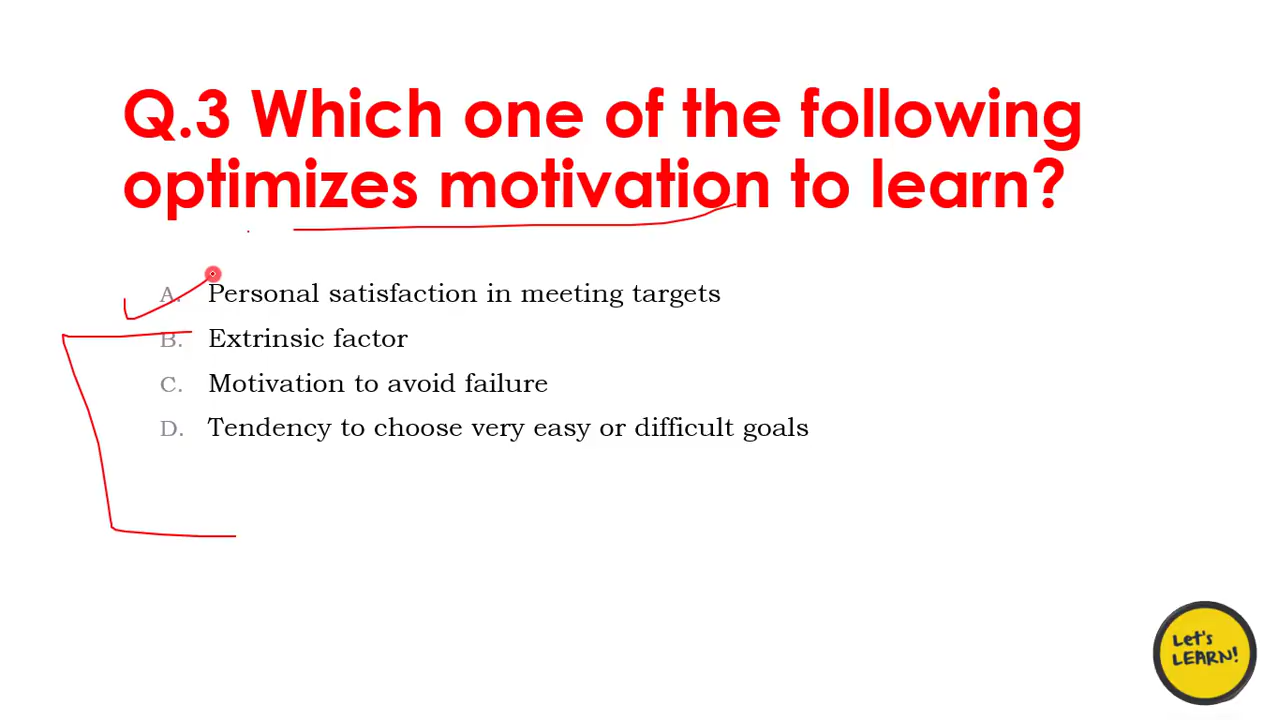 Q.3 Which one of the following
optimizes motivation to learn?
A. Personal satisfaction in meeting targets
B. Extrinsic factor
C. Motivation to avoid failure
D. Tendency to choose very easy or difficult goals
Let's
LEARN!